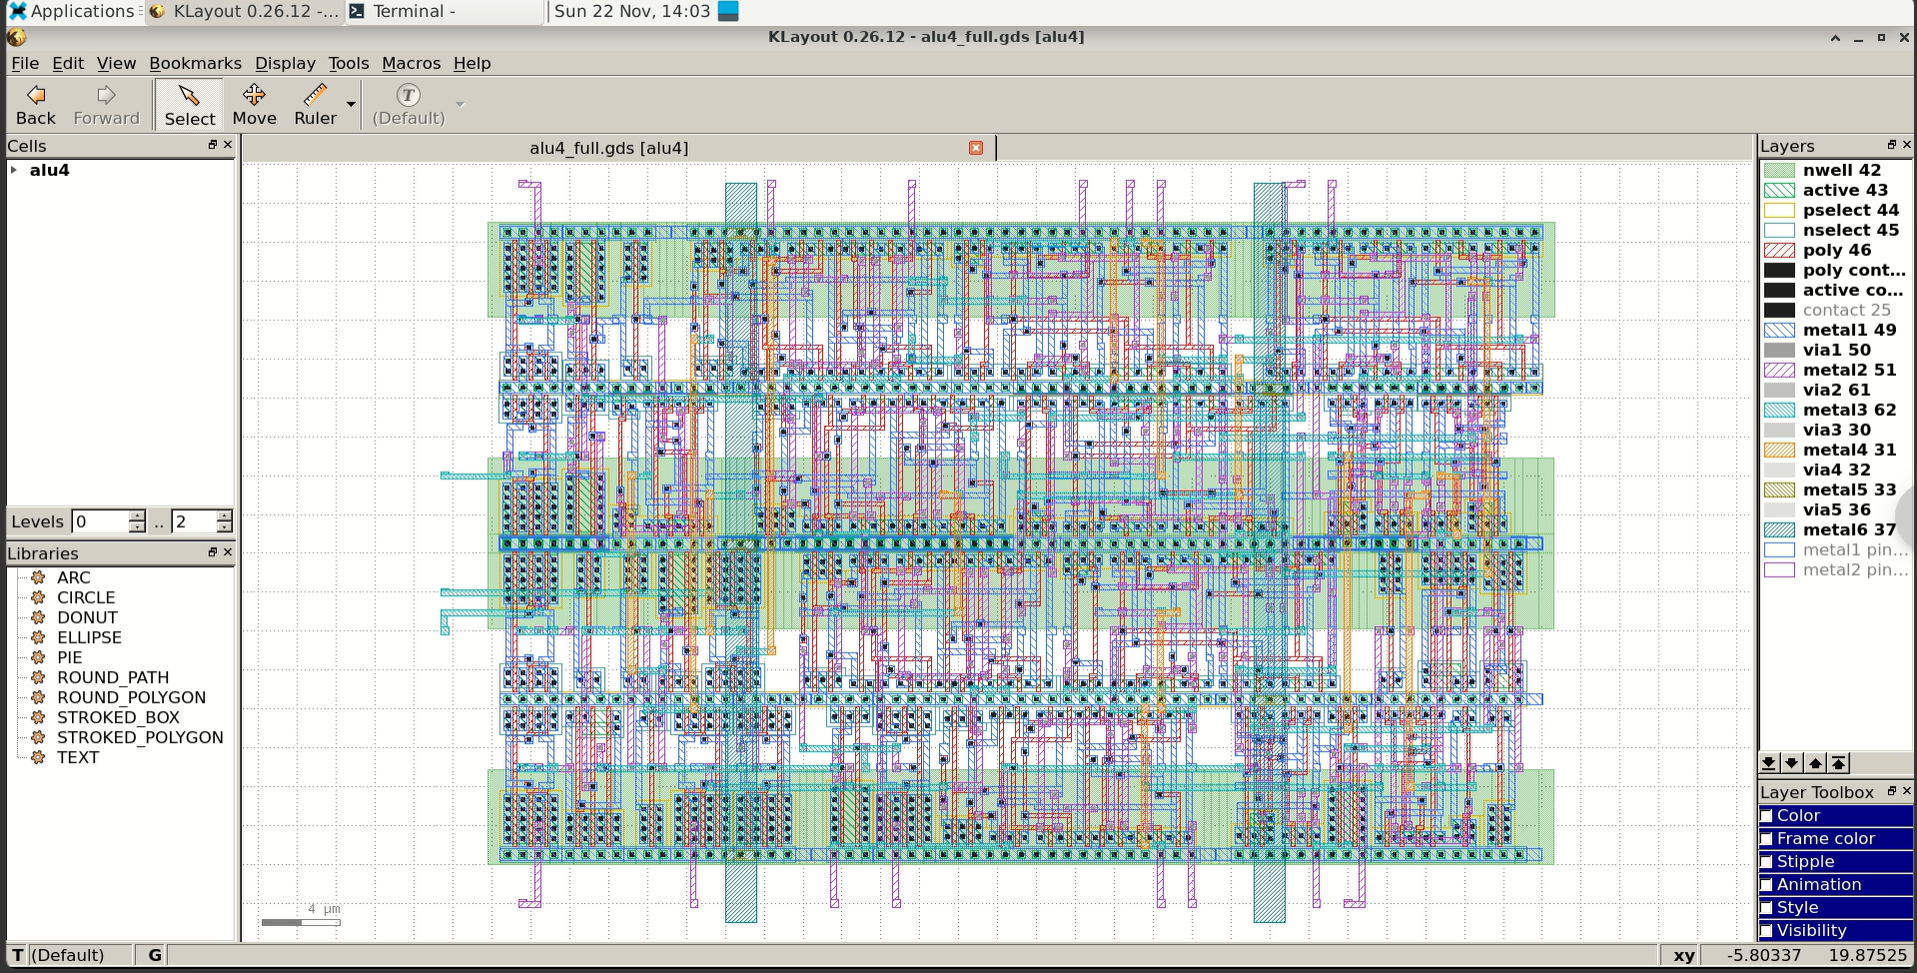 Applications
KLayout 0.26.12 -...
Terminal -
Sun 22 Nov, 14:03
KLayout 0.26.12 - alu4_full.gds [alu4]
File Edit View Bookmarks Display Tools Macros Help
Back Forward Select Move Ruler (Default)
Cells
alu4
Levels 0 .. 2
Libraries
ARC
CIRCLE
DONUT
ELLIPSE
PIE
ROUND_PATH
ROUND_POLYGON
STROKED_BOX
STROKED_POLYGON
TEXT
alu4_full.gds [alu4]
4 µm
Layers
nwell 42
active 43
pselect 44
nselect 45
poly 46
poly cont...
active co...
contact 25
metal1 49
via1 50
metal2 51
via2 61
metal3 62
via3 30
metal4 31
via4 32
metal5 33
via5 36
metal6 37
metal1 pin...
metal2 pin...
Layer Toolbox
Color
Frame color
Stipple
Animation
Style
Visibility
T (Default) G xy -5.80337 19.87525